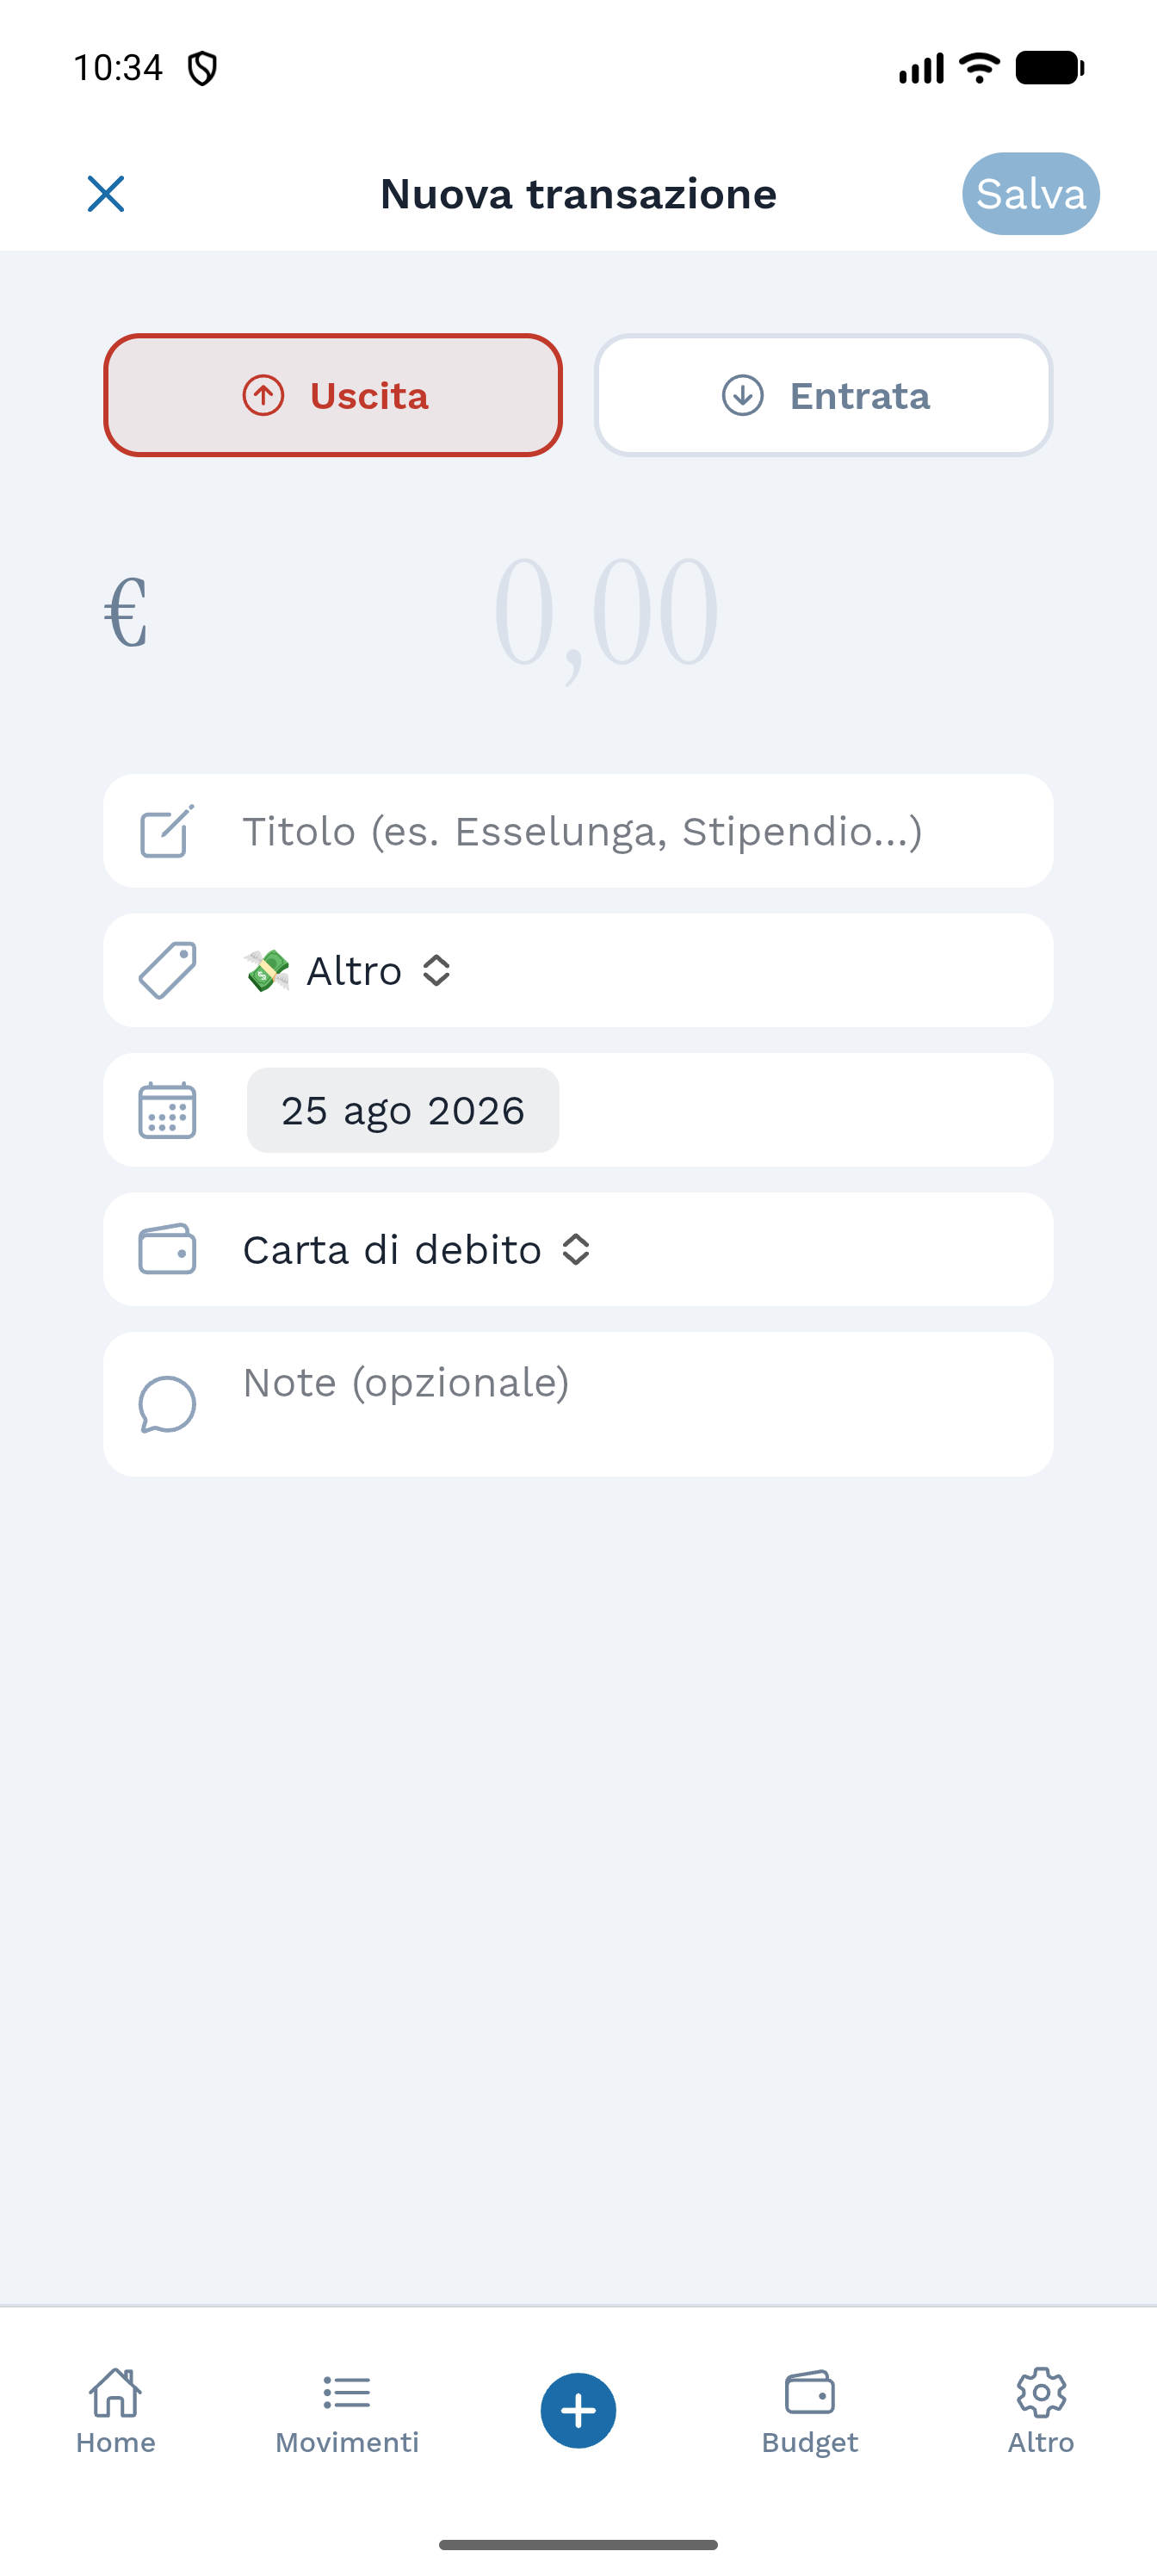 10:34
Nuova transazione
Salva
Uscita
Entrata
€
0,00
Titolo (es. Esselunga, Stipendio...)
💸 Altro
25 ago 2026
Carta di debito
Note (opzionale)
Home
Movimenti
Budget
Altro